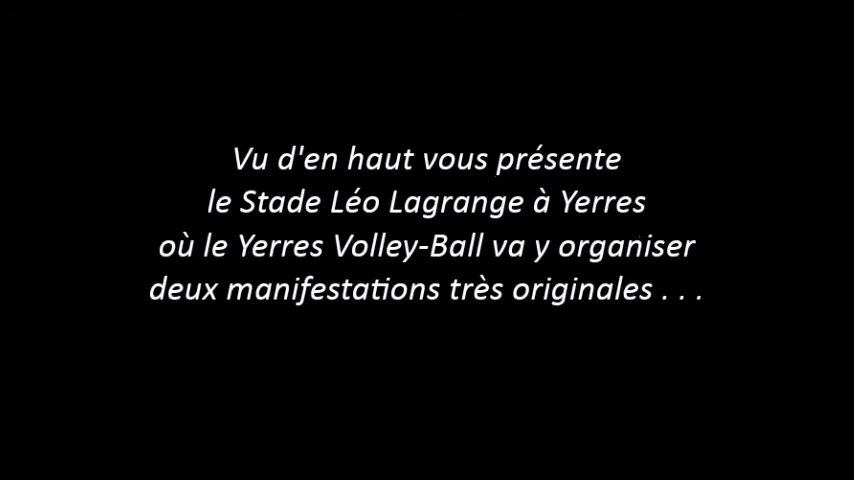 Vu d'en haut vous présente
le Stade Léo Lagrange à Yerres
où le Yerres Volley-Ball va y organiser
deux manifestations très originales . . .